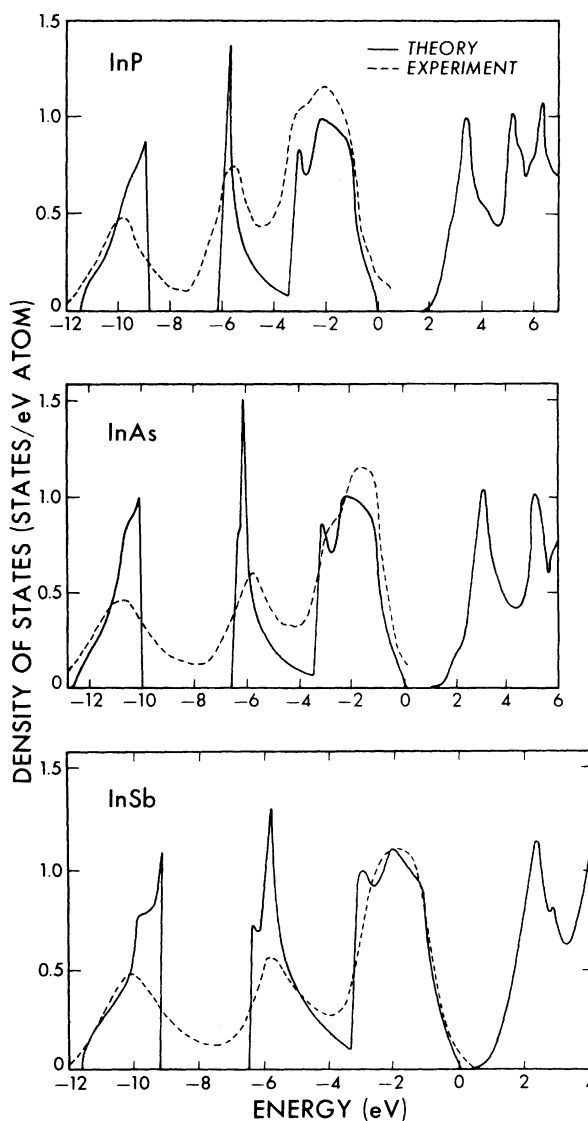 InP
THEORY
EXPERIMENT
1.5
1.0
0.5
0
−12 −10 −8 −6 −4 −2 0 2 4 6
InAs
1.5
1.0
0.5
0
−12 −10 −8 −6 −4 −2 0 2 4 6
InSb
1.5
1.0
0.5
0
−12 −10 −8 −6 −4 −2 0 2 4
DENSITY OF STATES (STATES/eV ATOM)
ENERGY (eV)